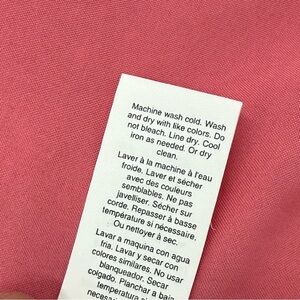 Machine wash cold. Wash
and dry with like colors. Do
not bleach. Line dry. Cool
iron as needed. Or dry
clean.
Laver à la machine à l'eau
froide. Laver et sécher
avec des couleurs
semblables. Ne pas
javelliser. Sécher sur
corde. Repasser à basse
température si nécessaire.
Ou nettoyer à sec.
Lavar a maquina con agua
fria. Lavar y secar con
colores similares. No usar
blanqueador. Secar
colgado. Planchar a baja
temperatura si
necess